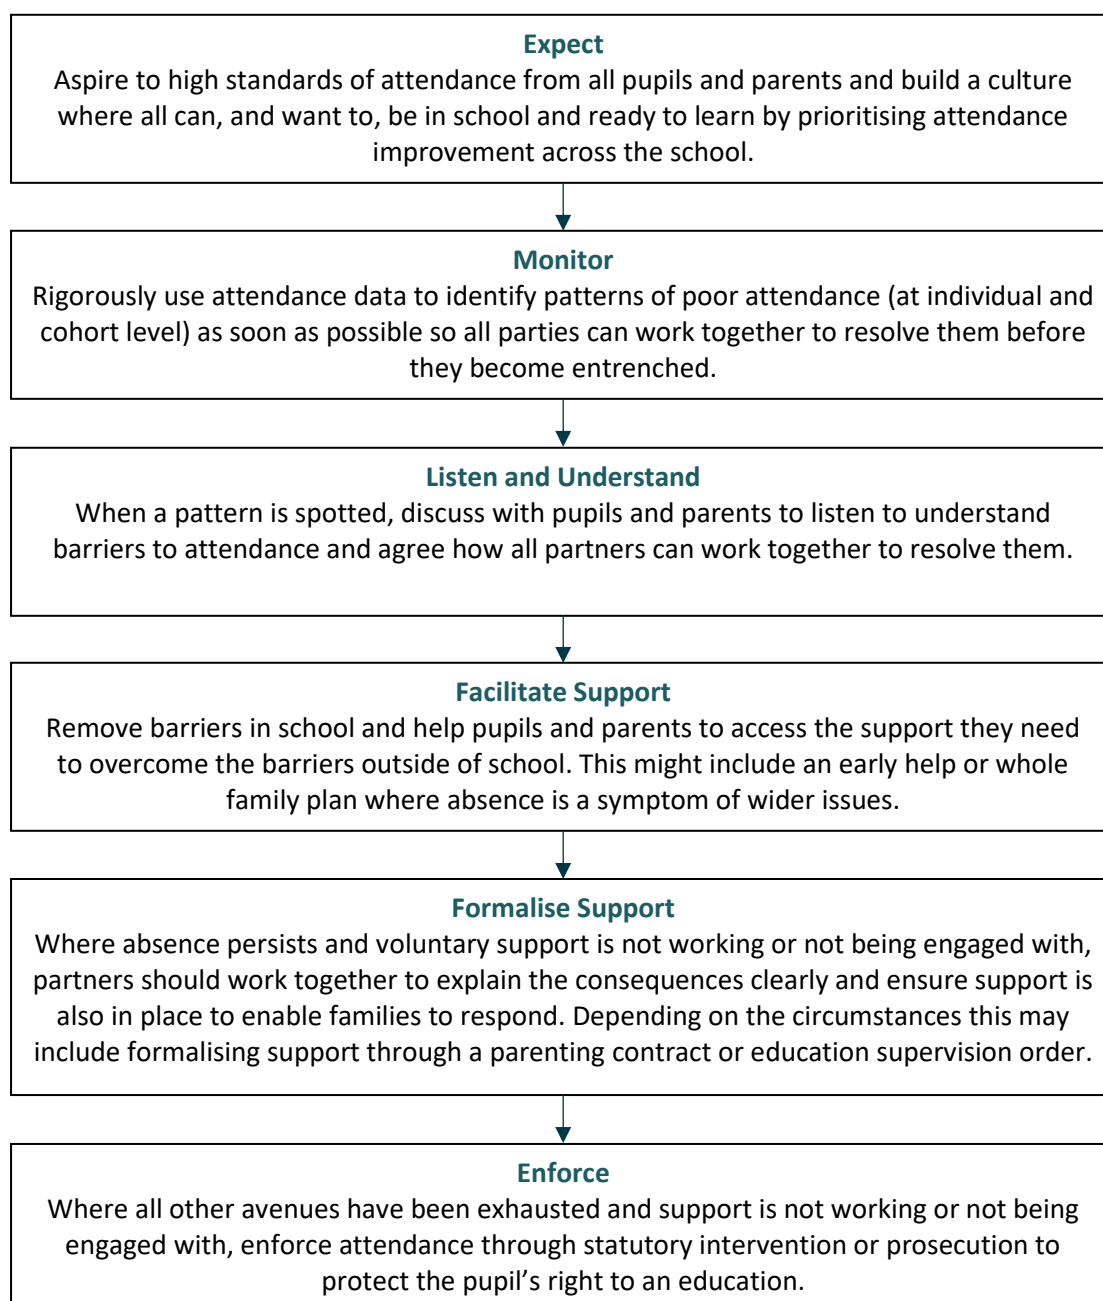 Expect
Aspire to high standards of attendance from all pupils and parents and build a culture
where all can, and want to, be in school and ready to learn by prioritising attendance
improvement across the school.
Monitor
Rigorously use attendance data to identify patterns of poor attendance (at individual and
cohort level) as soon as possible so all parties can work together to resolve them before
they become entrenched.
Listen and Understand
When a pattern is spotted, discuss with pupils and parents to listen to understand
barriers to attendance and agree how all partners can work together to resolve them.
Facilitate Support
Remove barriers in school and help pupils and parents to access the support they need
to overcome the barriers outside of school. This might include an early help or whole
family plan where absence is a symptom of wider issues.
Formalise Support
Where absence persists and voluntary support is not working or not being engaged with,
partners should work together to explain the consequences clearly and ensure support is
also in place to enable families to respond. Depending on the circumstances this may
include formalising support through a parenting contract or education supervision order.
Enforce
Where all other avenues have been exhausted and support is not working or not being
engaged with, enforce attendance through statutory intervention or prosecution to
protect the pupil’s right to an education.